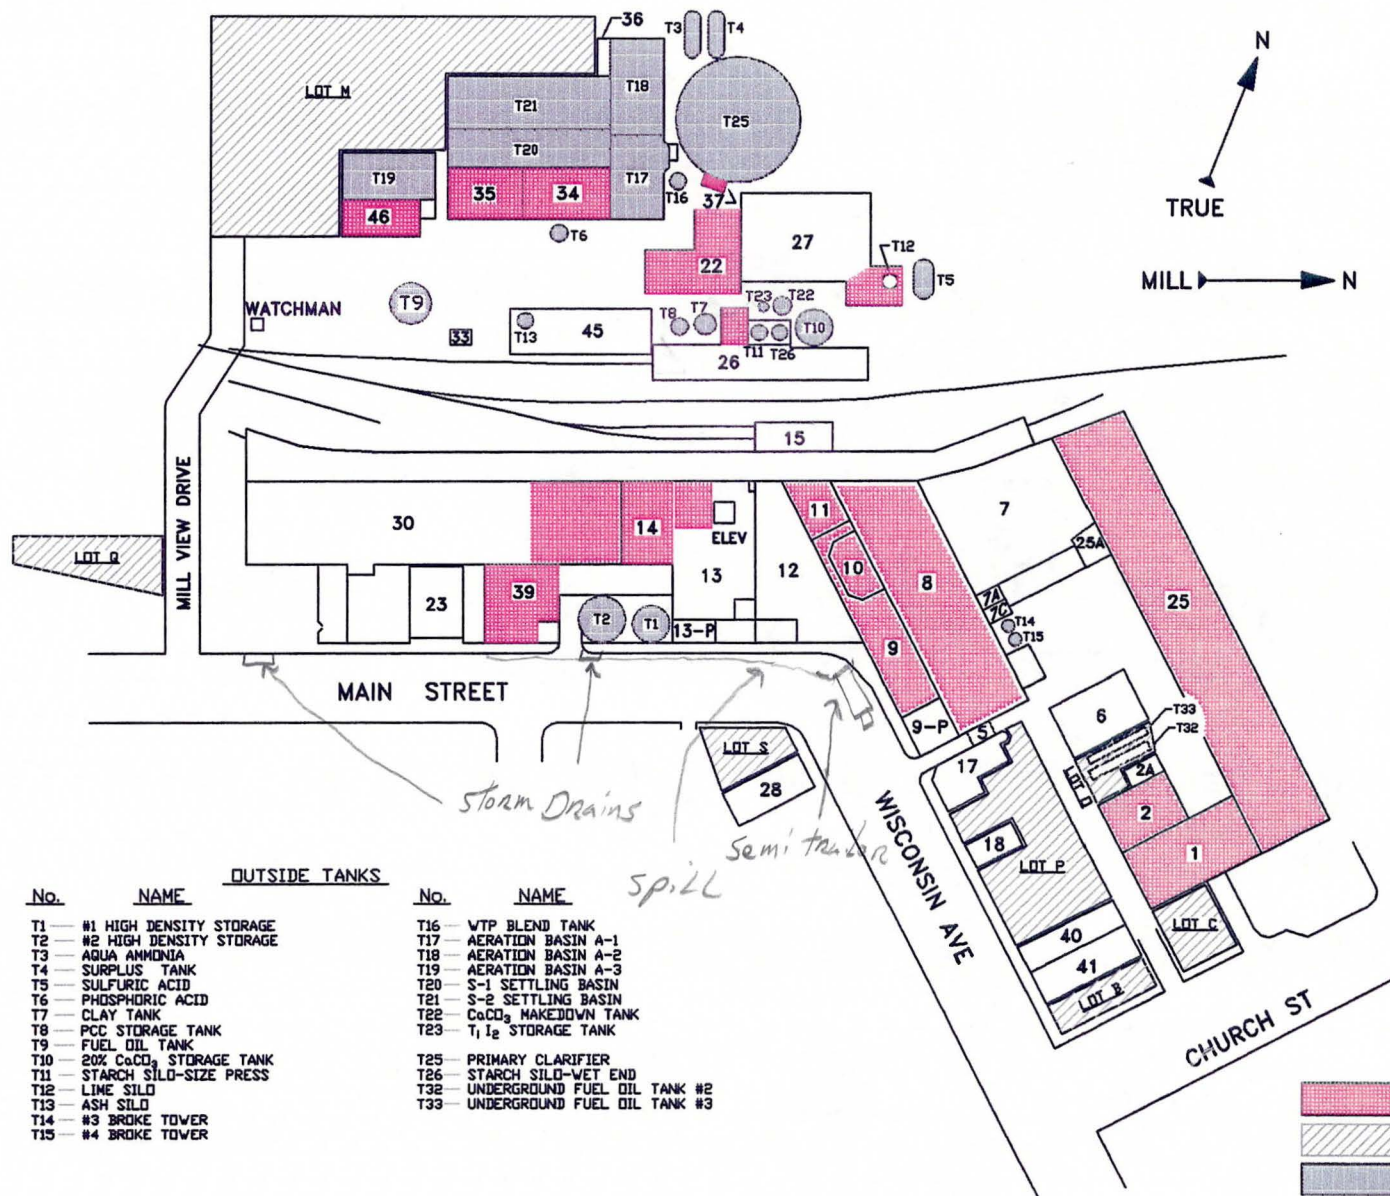 36
T3
T4
N
LOT M
T18
T21
T25
T20
T19
T17
35
34
T16
37
46
T6
TRUE
27
T12
22
T5
MILL
N
WATCHMAN
T9
T23
T22
T8
T7
T13
45
T10
33
T11
T26
26
15
MILL VIEW DRIVE
30
14
11
7
ELEV
25A
LOT Q
13
12
10
8
25
23
39
7A
7C
T14
T15
T2
T1
13-P
9
MAIN STREET
6
T33
T32
9-P
5
LOT S
17
LOT D
2A
28
2
Storm Drains
WISCONSIN AVE
18
1
Semi trailor
LOT P
Spill
LOT C
40
41
LOT B
CHURCH ST
OUTSIDE TANKS
No. NAME
T1 — #1 HIGH DENSITY STORAGE
T2 — #2 HIGH DENSITY STORAGE
T3 — AQUA AMMONIA
T4 — SURPLUS TANK
T5 — SULFURIC ACID
T6 — PHOSPHORIC ACID
T7 — CLAY TANK
T8 — PCC STORAGE TANK
T9 — FUEL OIL TANK
T10 — 20% CaCO₃ STORAGE TANK
T11 — STARCH SILO-SIZE PRESS
T12 — LIME SILO
T13 — ASH SILO
T14 — #3 BROKE TOWER
T15 — #4 BROKE TOWER
No. NAME
T16 — WTP BLEND TANK
T17 — AERATION BASIN A-1
T18 — AERATION BASIN A-2
T19 — AERATION BASIN A-3
T20 — S-1 SETTLING BASIN
T21 — S-2 SETTLING BASIN
T22 — CaCO₃ MAKEDOWN TANK
T23 — T₁ I₂ STORAGE TANK
T25 — PRIMARY CLARIFIER
T26 — STARCH SILO-WET END
T32 — UNDERGROUND FUEL OIL TANK #2
T33 — UNDERGROUND FUEL OIL TANK #3